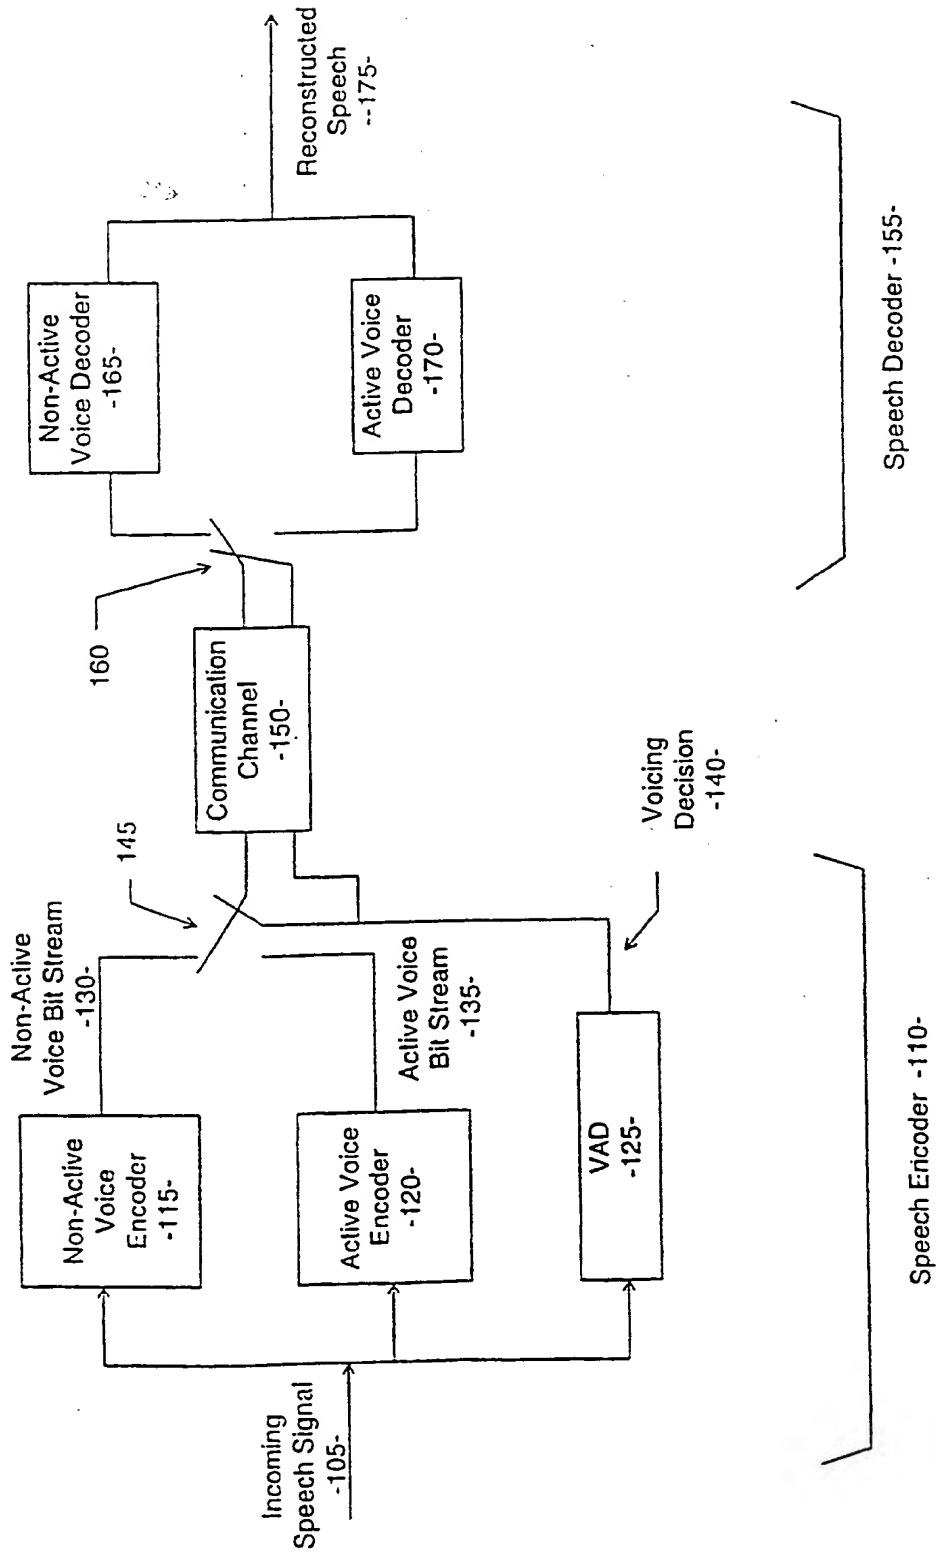 Incoming
Speech Signal
-105-
Non-Active
Voice
Encoder
-115-
Active Voice
Encoder
-120-
VAD
-125-
Non-Active
Voice Bit Stream
-130-
Active Voice
Bit Stream
-135-
145
Voicing
Decision
-140-
Communication
Channel
-150-
160
Non-Active
Voice Decoder
-165-
Active Voice
Decoder
-170-
Reconstructed
Speech
--175-
Speech Encoder -110-
Speech Decoder -155-